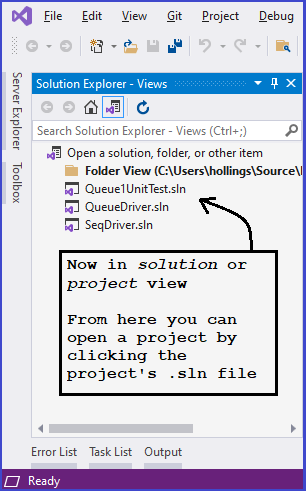 File Edit View Git Project Debug
Server Explorer
Toolbox
Solution Explorer - Views
Search Solution Explorer - Views (Ctrl+;)
Open a solution, folder, or other item
Folder View (C:\Users\hollings\Source\
Queue1UnitTest.sln
QueueDriver.sln
SeqDriver.sln
Now in solution or
project view
From here you can
open a project by
clicking the
project's .sln file
Error List Task List Output
Ready